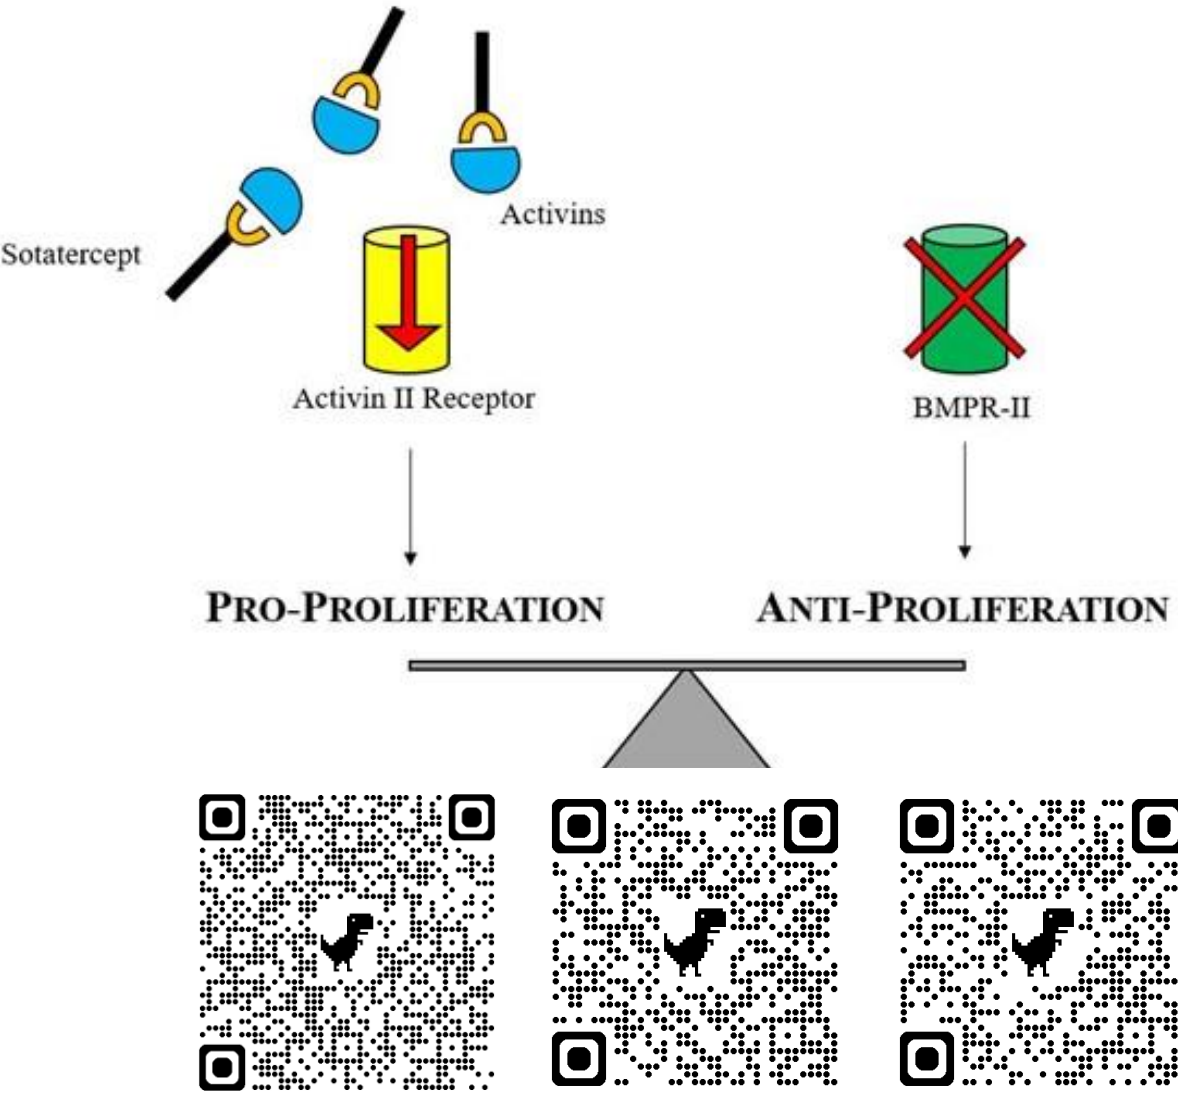 Activins
Sotatercept
Activin II Receptor
BMPR-II
PRO-PROLIFERATION
ANTI-PROLIFERATION